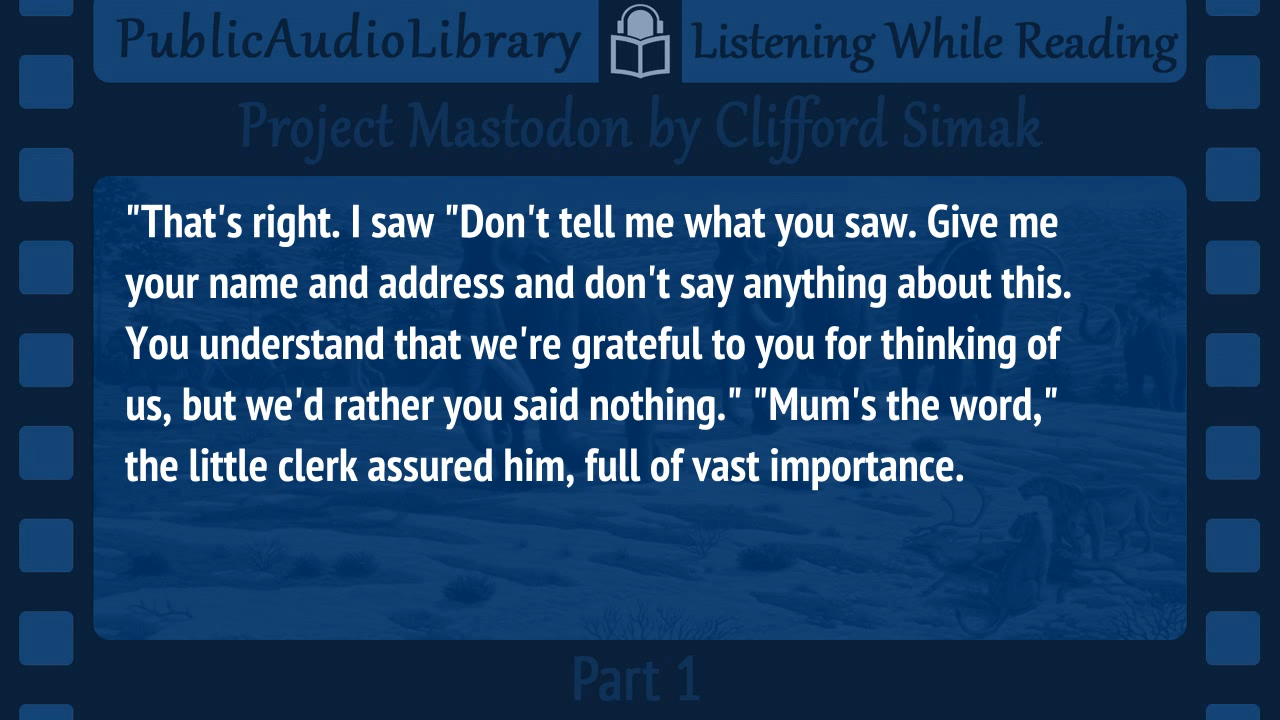 PublicAudioLibrary Listening While Reading
Project Mastodon by Clifford Simak
"That's right. I saw "Don't tell me what you saw. Give me
your name and address and don't say anything about this.
You understand that we're grateful to you for thinking of
us, but we'd rather you said nothing." "Mum's the word,"
the little clerk assured him, full of vast importance.
Part 1